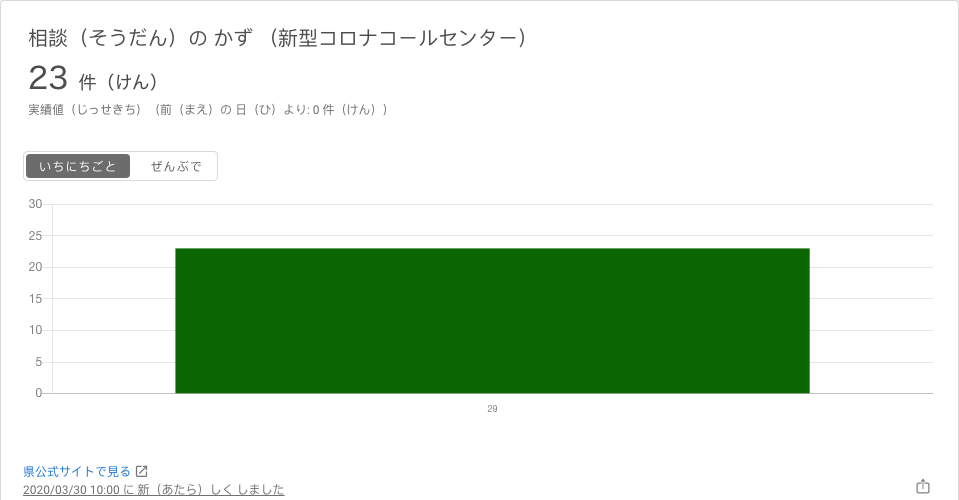 相談（そうだん）の かず （新型コロナコールセンター）
23 件（けん）
実績値（じっせきち）（前（まえ）の 日（ひ）より: 0 件（けん））
いちにちごと ぜんぶで
30
25
20
15
10
5
0
29
県公式サイトで見る
2020/03/30 10:00 に 新（あたら）しく しました